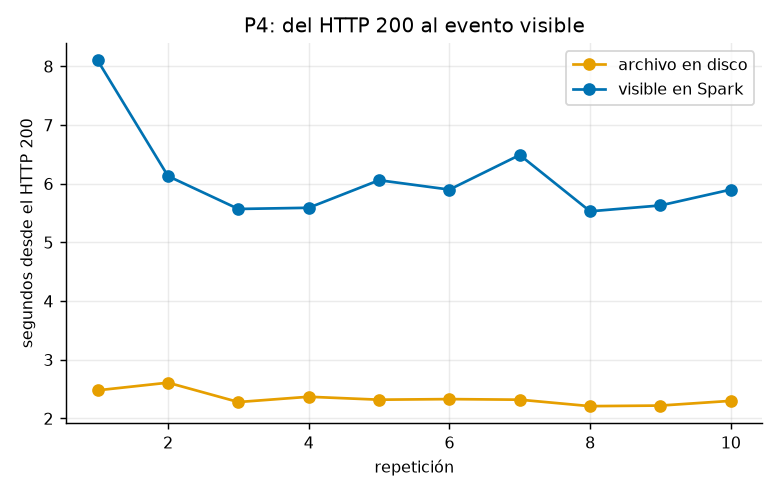 P4: del HTTP 200 al evento visible
archivo en disco
visible en Spark
segundos desde el HTTP 200
8
7
6
5
4
3
2
2
4
6
8
10
repetición